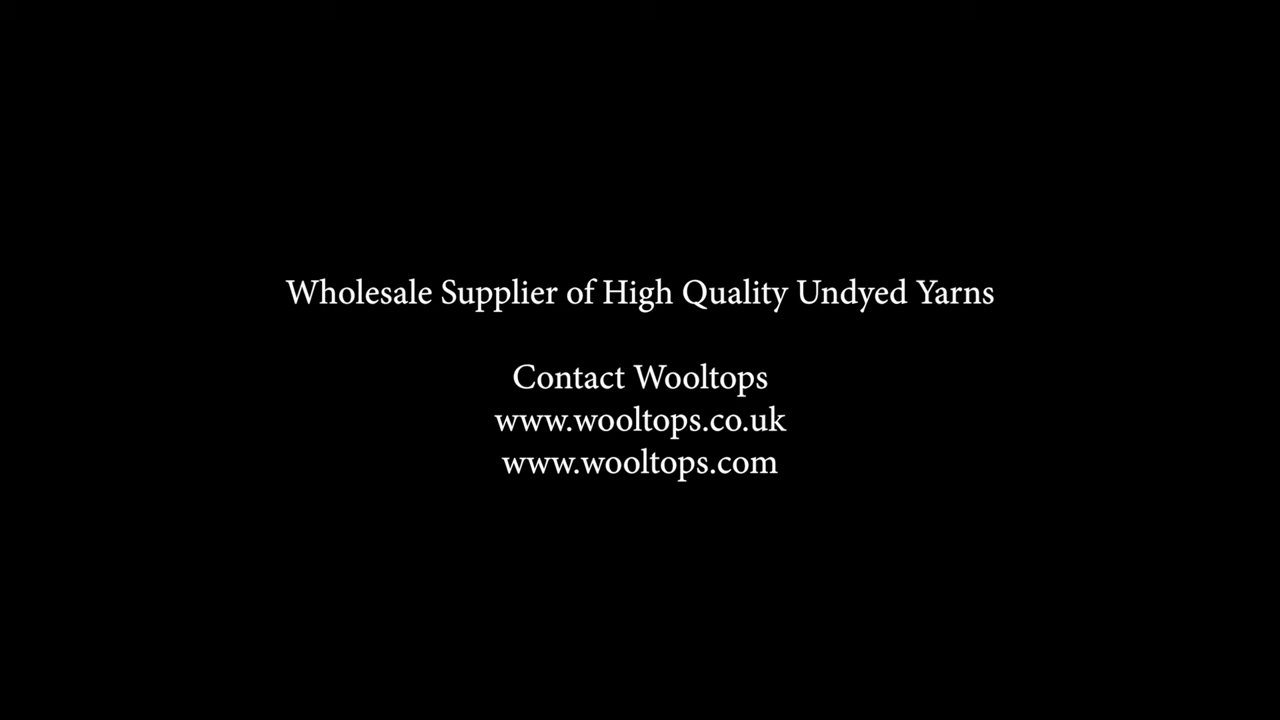 Wholesale Supplier of High Quality Undyed Yarns
Contact Wooltops
www.wooltops.co.uk
www.wooltops.com